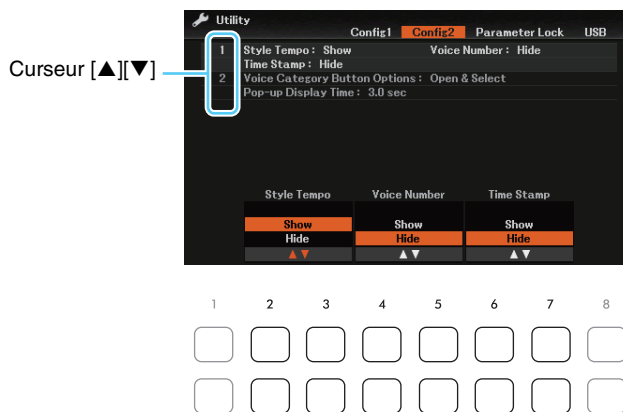 Utility
Config1 Config2 Parameter Lock USB
1 Style Tempo : Show Voice Number : Hide
Time Stamp : Hide
Curseur [▲][▼]
2 Voice Category Button Options : Open & Select
Pop-up Display Time : 3.0 sec
Style Tempo Voice Number Time Stamp
Show Show Show
Hide Hide Hide
▲▼ ▲▼ ▲▼
1 2 3 4 5 6 7 8